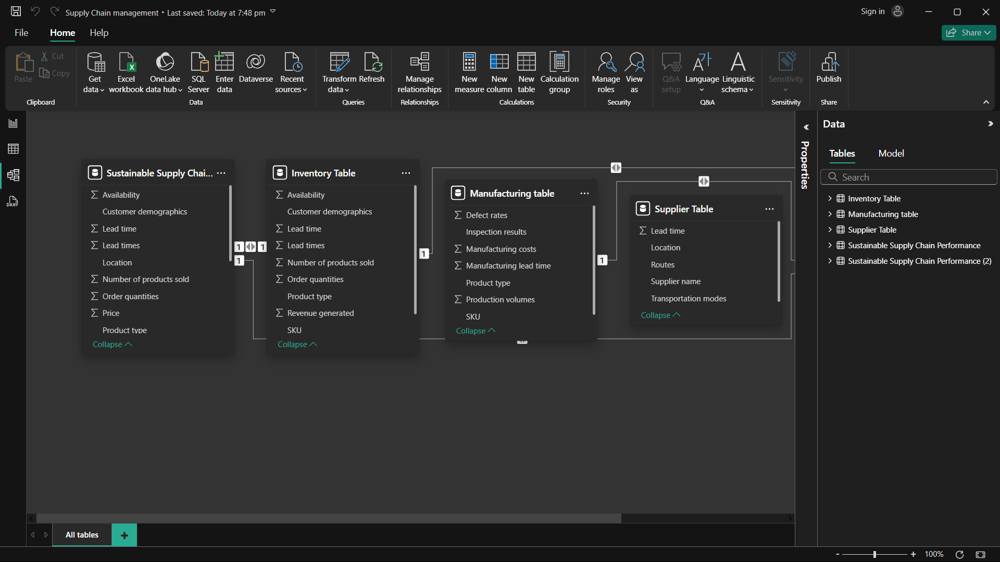 Supply Chain management • Last saved: Today at 7:48 pm
Sign in
File
Home
Help
Share
Paste
Cut
Copy
Clipboard
Get data
Excel workbook
OneLake data hub
SQL Server
Enter data
Dataverse
Recent sources
Data
Transform data
Refresh
Queries
Manage relationships
Relationships
New measure
New column
New table
Calculation group
Calculations
Manage roles
View as
Security
Q&A setup
Language
Linguistic schema
Q&A
Sensitivity
Sensitivity
Publish
Share
DAX
Sustainable Supply Chai...
Σ Availability
Customer demographics
Σ Lead time
Σ Lead times
Location
Σ Number of products sold
Σ Order quantities
Σ Price
Product type
Collapse
1
1
1
Inventory Table
Σ Availability
Customer demographics
Σ Lead time
Σ Lead times
Σ Number of products sold
Σ Order quantities
Product type
Σ Revenue generated
SKU
Collapse
1
Manufacturing table
Σ Defect rates
Inspection results
Σ Manufacturing costs
Σ Manufacturing lead time
Product type
Σ Production volumes
SKU
Collapse
1
Supplier Table
Σ Lead time
Location
Routes
Supplier name
Transportation modes
Collapse
Properties
Data
Tables
Model
Search
Inventory Table
Manufacturing table
Supplier Table
Sustainable Supply Chain Performance
Sustainable Supply Chain Performance (2)
All tables
+
- + 100%